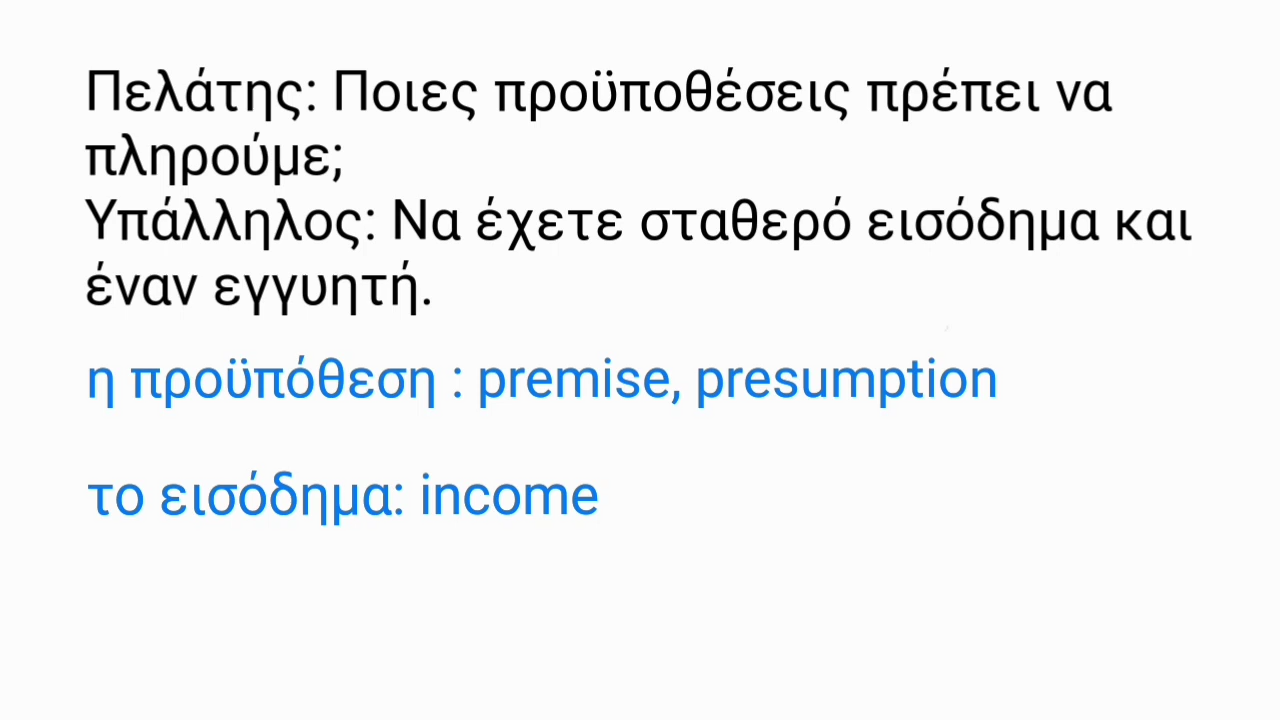 Πελάτης: Ποιες προϋποθέσεις πρέπει να
πληρούμε;
Υπάλληλος: Να έχετε σταθερό εισόδημα και
έναν εγγυητή.
η προϋπόθεση : premise, presumption
το εισόδημα: income